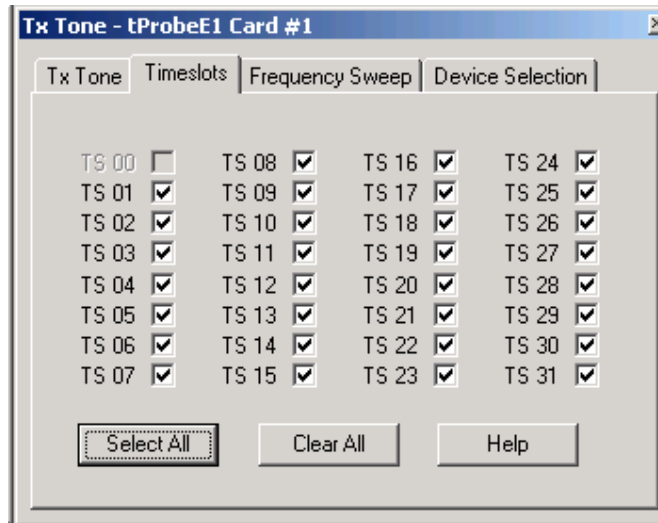 Tx Tone - tProbeE1 Card #1
Tx Tone Timeslots Frequency Sweep Device Selection
TS 00 TS 08 TS 16 TS 24
TS 01 TS 09 TS 17 TS 25
TS 02 TS 10 TS 18 TS 26
TS 03 TS 11 TS 19 TS 27
TS 04 TS 12 TS 20 TS 28
TS 05 TS 13 TS 21 TS 29
TS 06 TS 14 TS 22 TS 30
TS 07 TS 15 TS 23 TS 31
Select All Clear All Help